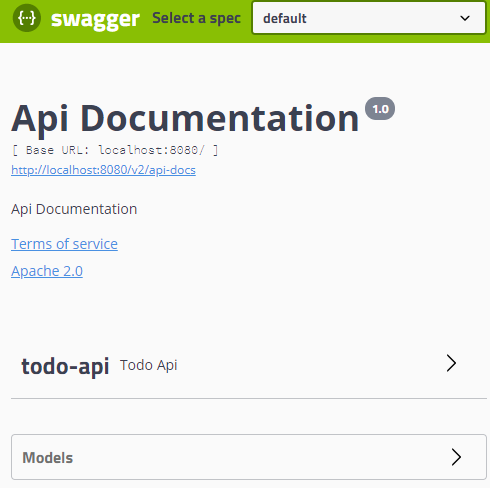 {···} swagger Select a spec default
Api Documentation 1.0
[ Base URL: localhost:8080/ ]
http://localhost:8080/v2/api-docs
Api Documentation
Terms of service
Apache 2.0
todo-api Todo Api
Models